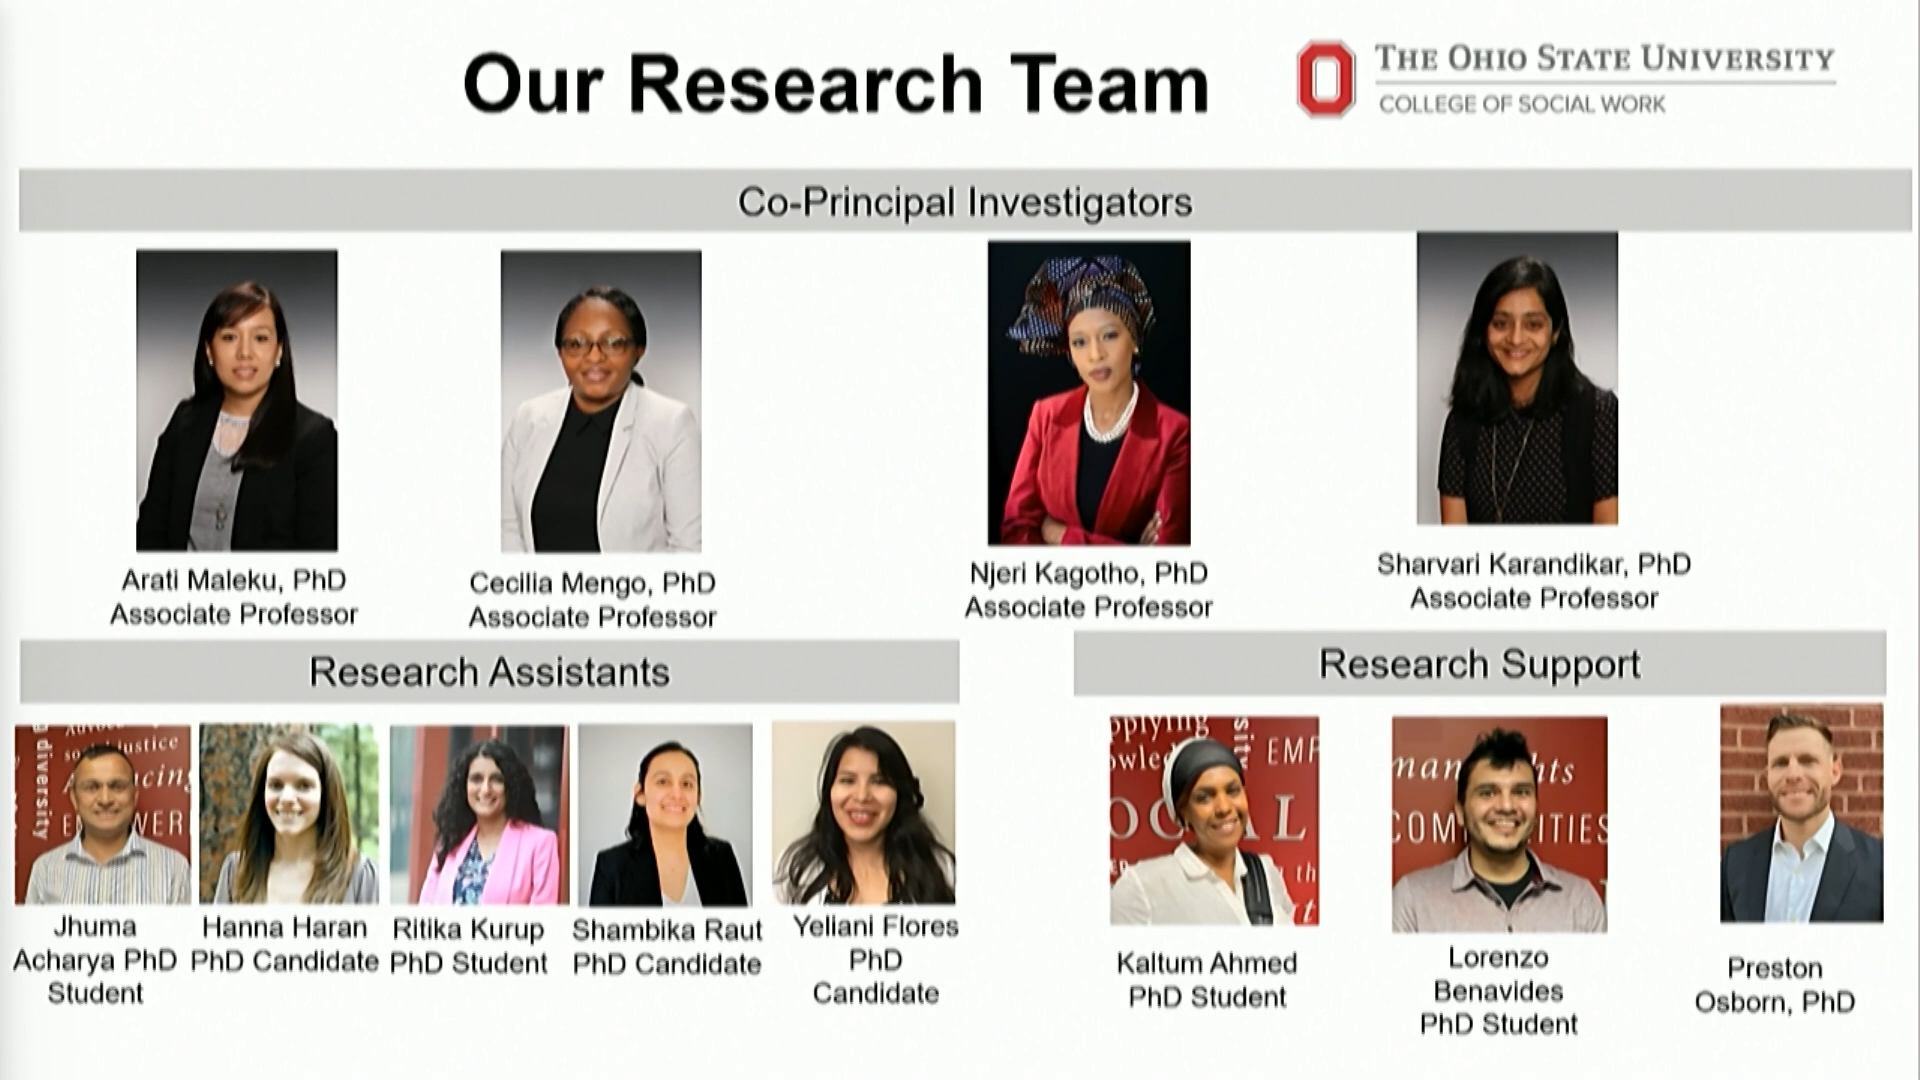 Our Research Team
THE OHIO STATE UNIVERSITY
COLLEGE OF SOCIAL WORK
Co-Principal Investigators
Arati Maleku, PhD
Associate Professor
Cecilia Mengo, PhD
Associate Professor
Njeri Kagotho, PhD
Associate Professor
Sharvari Karandikar, PhD
Associate Professor
Research Assistants
Research Support
diversity
justice
Jhuma
Acharya PhD
Student
Hanna Haran
PhD Candidate
Ritika Kurup
PhD Student
Shambika Raut
PhD Candidate
Yeliani Flores
PhD
Candidate
Kaltum Ahmed
PhD Student
Lorenzo
Benavides
PhD Student
Preston
Osborn, PhD